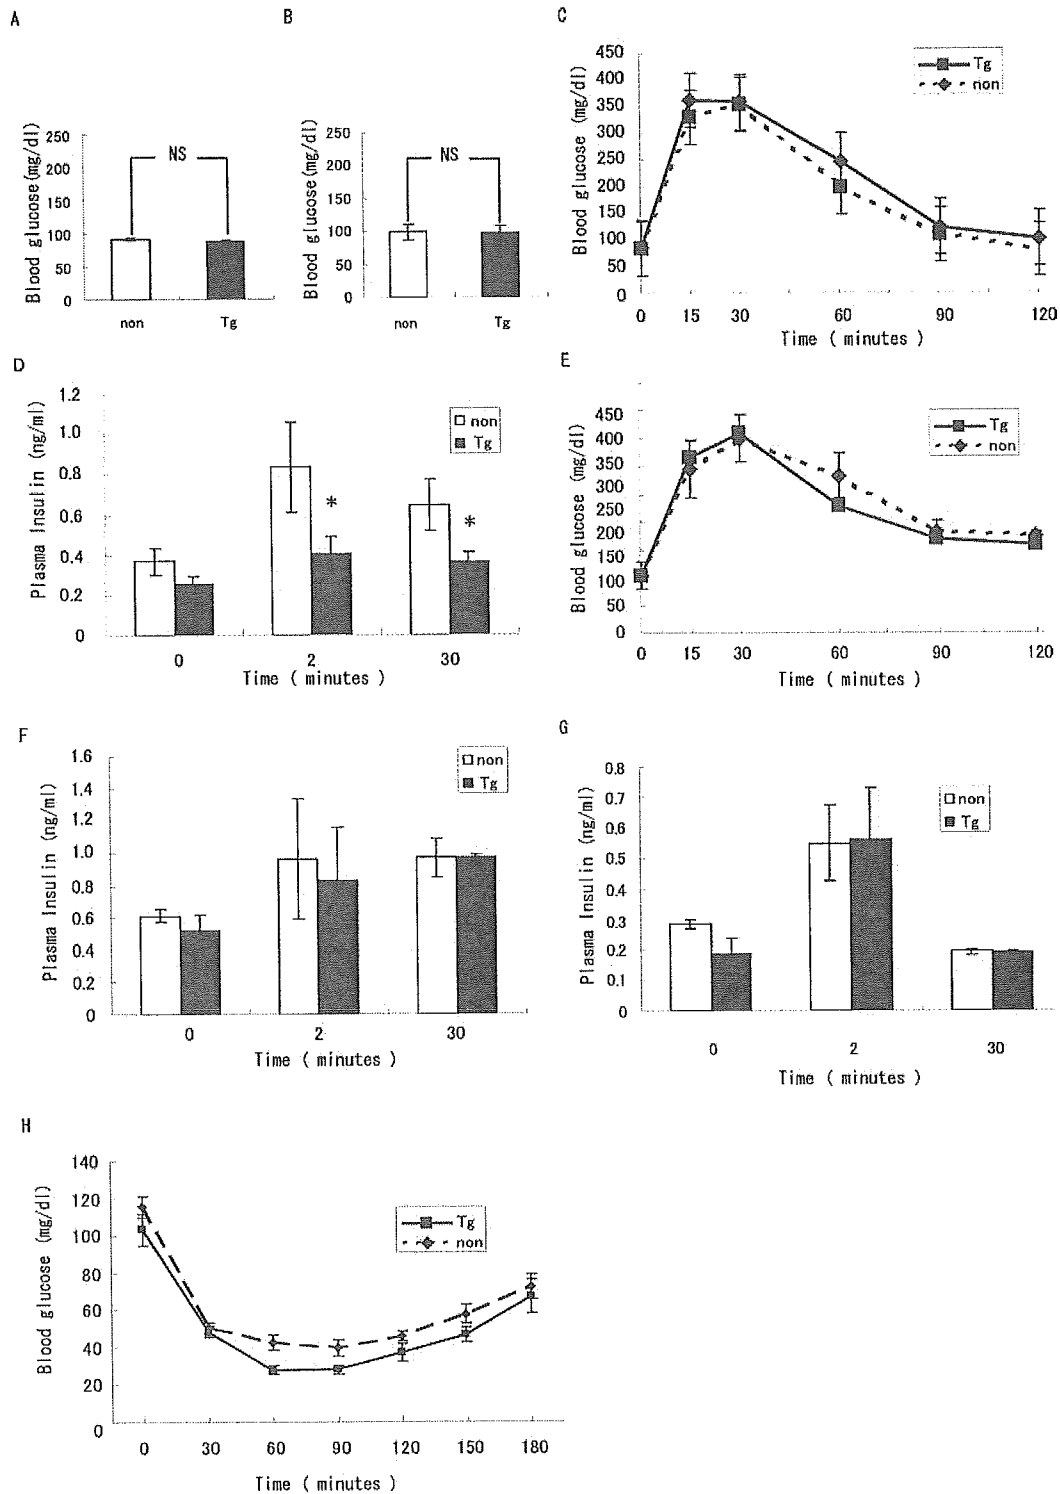 A
B
C
Blood glucose(mg/dl)
250
200
150
100
50
0
NS
non
Tg
Blood glucose(mg/dl)
250
200
150
100
50
0
NS
non
Tg
Blood glucose (mg/dl)
450
400
350
300
250
200
150
100
50
0
Tg
non
0 15 30 60 90 120
Time ( minutes )
D
Plasma Insulin (ng/ml)
1.2
1.0
0.8
0.6
0.4
0.2
0
non
Tg
*
*
0 2 30
Time ( minutes )
E
Blood glucose (mg/dl)
450
400
350
300
250
200
150
100
50
0
Tg
non
0 15 30 60 90 120
Time ( minutes )
F
Plasma Insulin (ng/ml)
1.6
1.4
1.2
1.0
0.8
0.6
0.4
0.2
0
non
Tg
0 2 30
Time ( minutes )
G
Plasma Insulin (ng/ml)
0.8
0.7
0.6
0.5
0.4
0.3
0.2
0.1
0
non
Tg
0 2 30
Time ( minutes )
H
Blood glucose (mg/dl)
140
120
100
80
60
40
20
0
Tg
non
0 30 60 90 120 150 180
Time ( minutes )